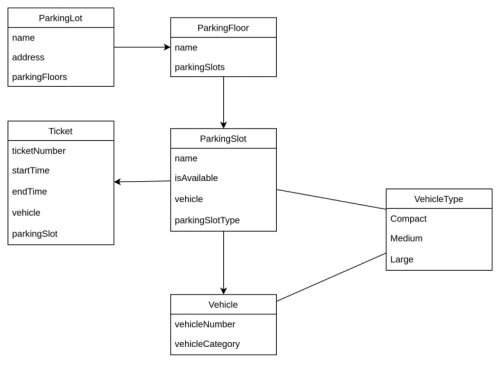 ParkingLot
name
address
parkingFloors
ParkingFloor
name
parkingSlots
Ticket
ticketNumber
startTime
endTime
vehicle
parkingSlot
ParkingSlot
name
isAvailable
vehicle
parkingSlotType
VehicleType
Compact
Medium
Large
Vehicle
vehicleNumber
vehicleCategory